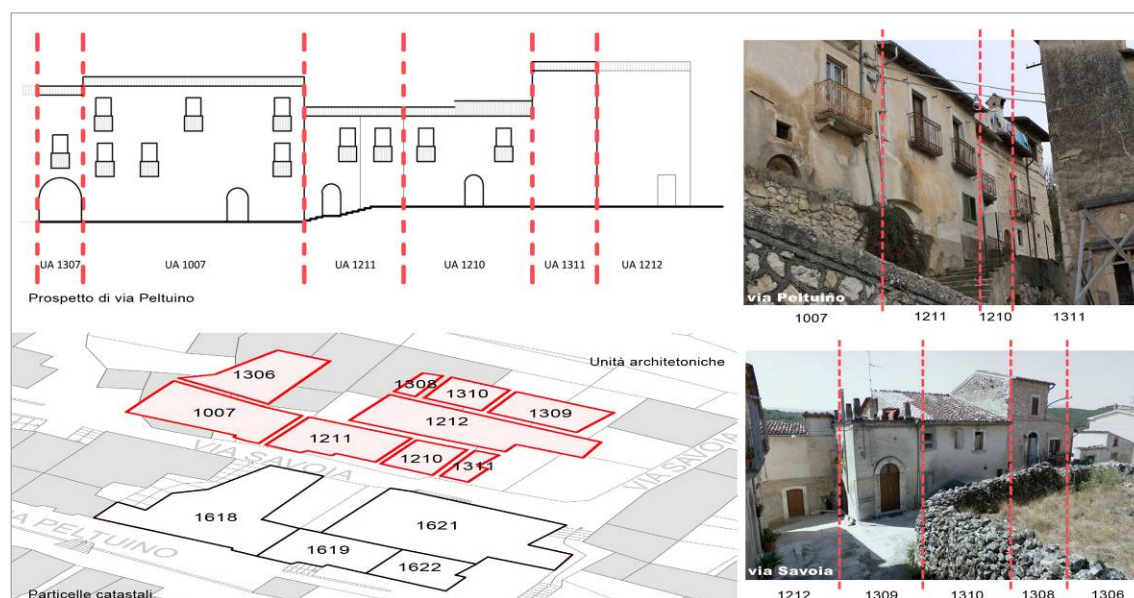 UA 1307 UA 1007 UA 1211 UA 1210 UA 1311 UA 1212
Prospetto di via Peltuino
via Peltuino
1007 1211 1210 1311
Unità architetoniche
1306
1308
1310
1309
1007
1212
1211
1210
1311
VIA SAVOIA
VIA SAVOIA
1618
1621
1619
1622
VIA PELTUINO
Particelle catastali
via Savoia
1212 1309 1310 1308 1306